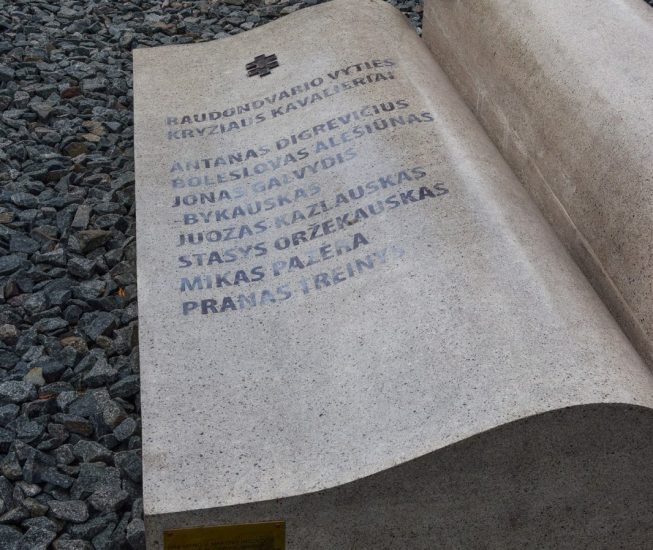 RAUDONDVARIO VYTIES
KRYŽIAUS KAVALIERIAI
ANTANAS DIGREVIČIUS
BOLESLOVAS ALEŠIŪNAS
JONAS GALVYDIS
-BYKAUSKAS
JUOZAS KAZLAUSKAS
STASYS ORŽEKAUSKAS
MIKAS PAŽĖRA
PRANAS TREINYS